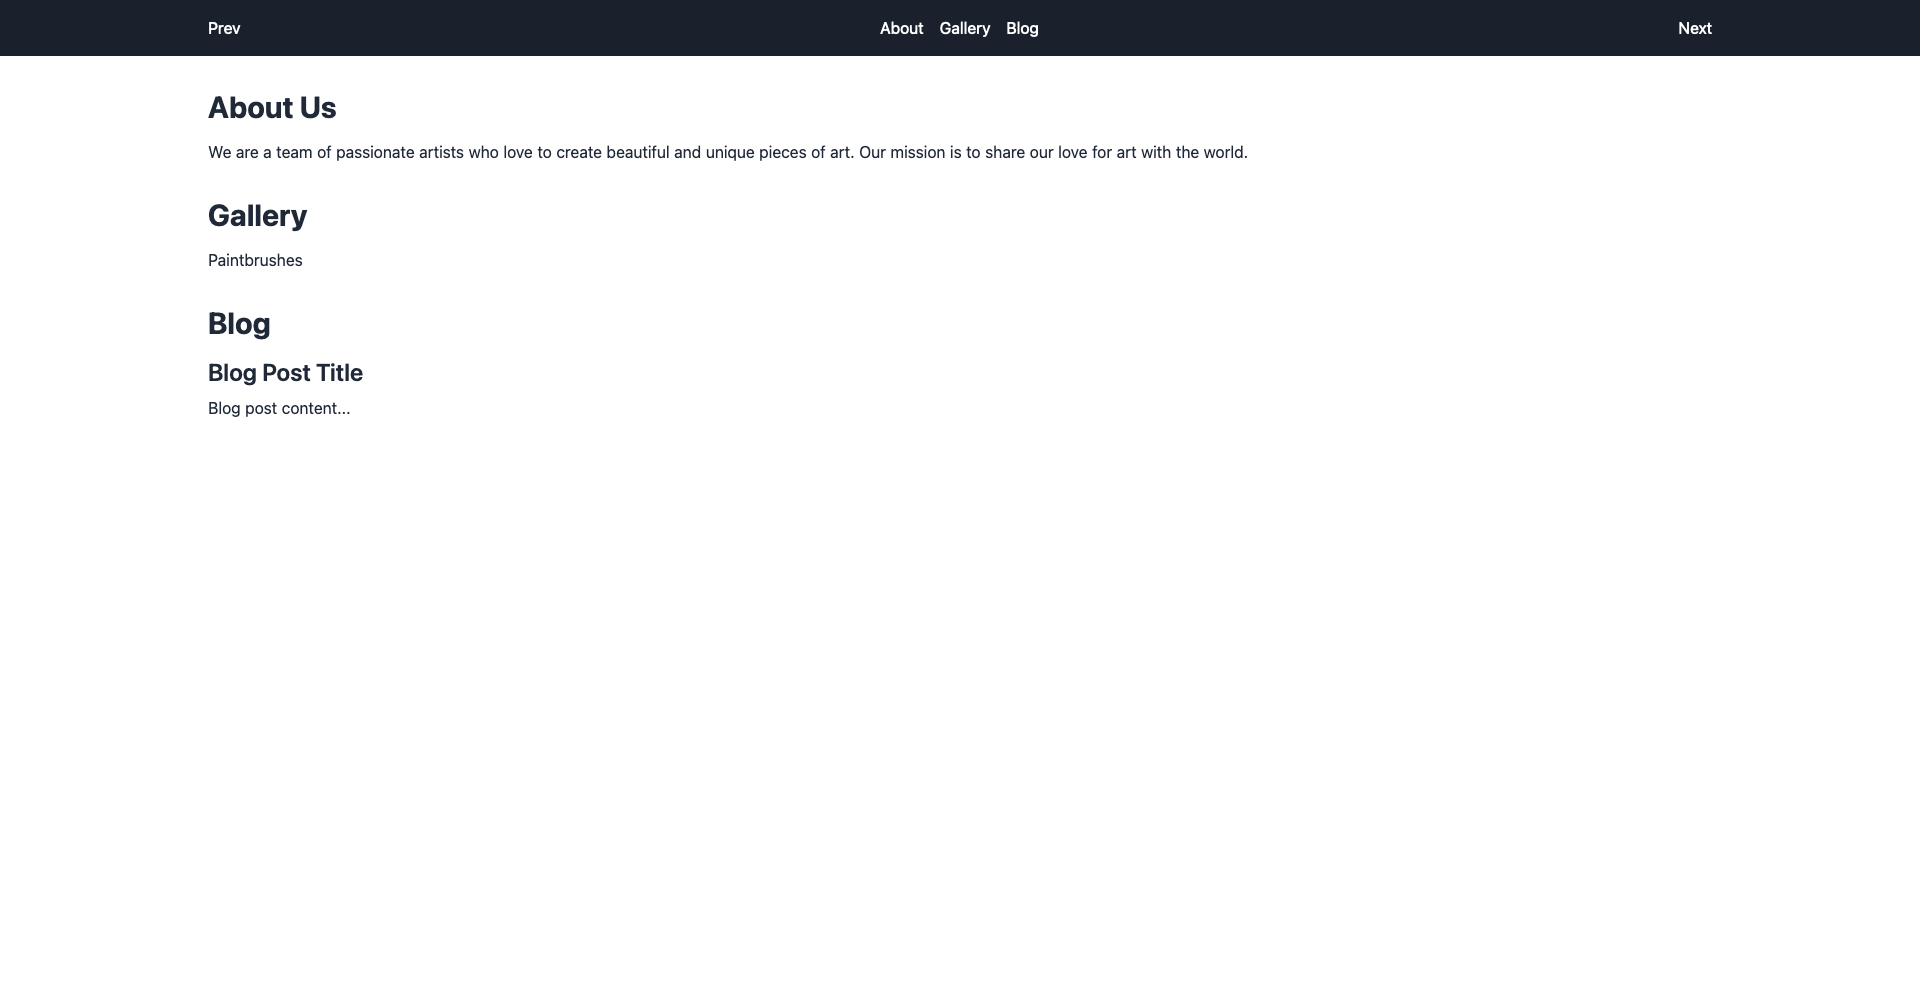 Prev About Gallery Blog Next
About Us
We are a team of passionate artists who love to create beautiful and unique pieces of art. Our mission is to share our love for art with the world.
Gallery
Paintbrushes
Blog
Blog Post Title
Blog post content...